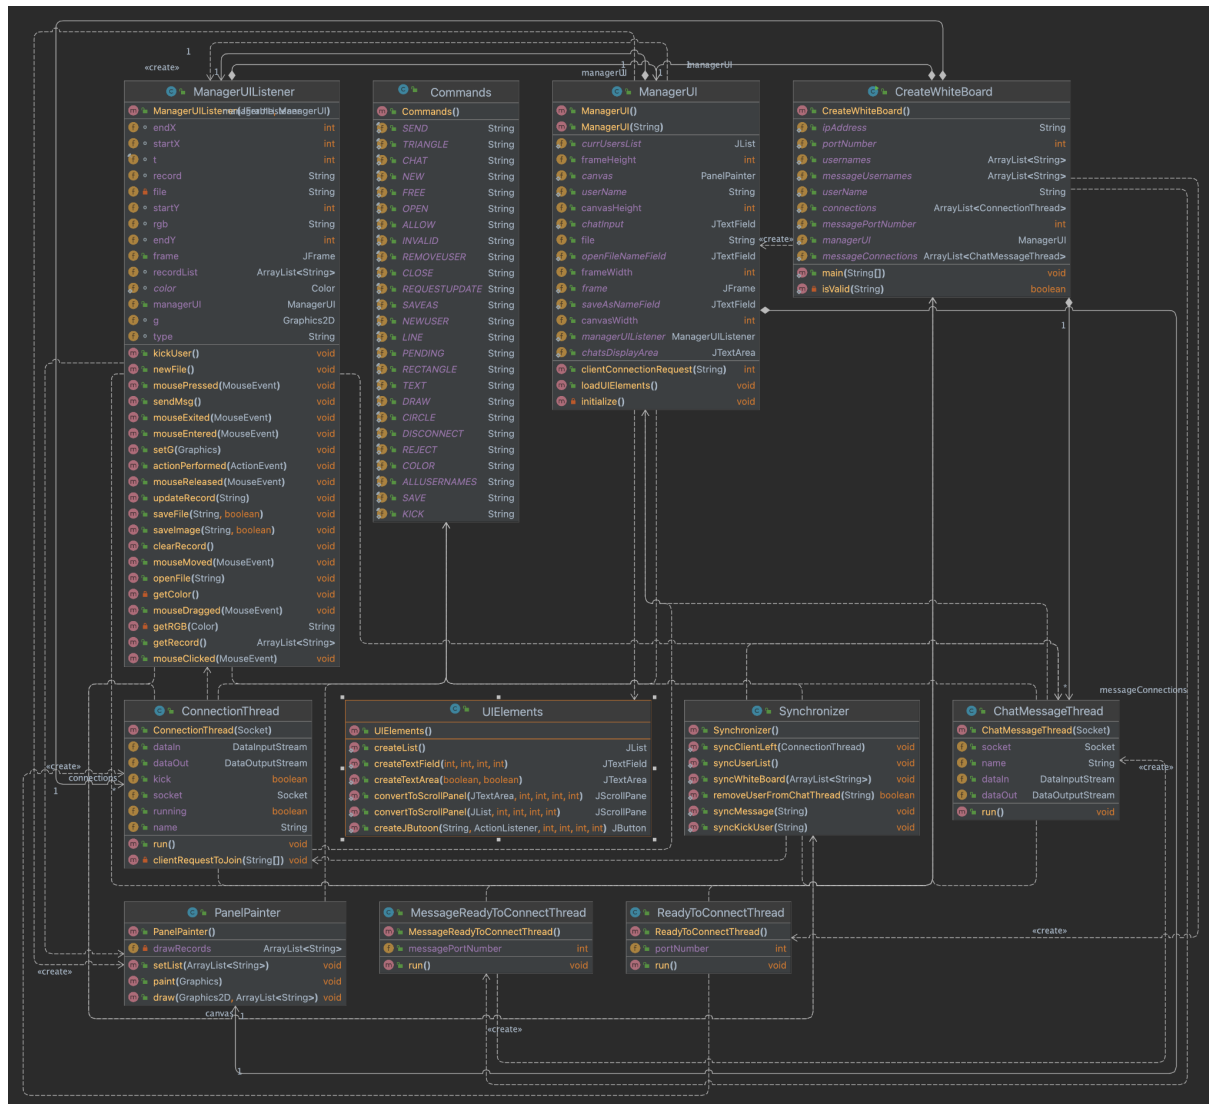 1
«create»
1
managerUI
1
1
managerUI
1
ManagerUIListener
endX int
startX int
t int
record String
file String
startY int
rgb String
endY int
frame JFrame
recordList ArrayList<String>
color Color
managerUI ManagerUI
g Graphics2D
type String
kickUser() void
newFile() void
mousePressed(MouseEvent) void
sendMsg() void
mouseExited(MouseEvent) void
mouseEntered(MouseEvent) void
setG(Graphics) void
actionPerformed(ActionEvent) void
mouseReleased(MouseEvent) void
updateRecord(String) void
saveFile(String, boolean) void
saveImage(String, boolean) void
clearRecord() void
mouseMoved(MouseEvent) void
openFile(String) void
getColor() void
mouseDragged(MouseEvent) void
getRGB(Color) String
getRecord() ArrayList<String>
mouseClicked(MouseEvent) void
Commands
Commands()
SEND String
TRIANGLE String
CHAT String
NEW String
FREE String
OPEN String
ALLOW String
INVALID String
REMOVEUSER String
CLOSE String
REQUESTUPDATE String
SAVEAS String
NEWUSER String
LINE String
PENDING String
RECTANGLE String
TEXT String
DRAW String
CIRCLE String
DISCONNECT String
REJECT String
COLOR String
ALLUSERNAMES String
SAVE String
KICK String
ManagerUI
ManagerUI()
ManagerUI(String)
currUsersList JList
frameHeight int
canvas PanelPainter
userName String
canvasHeight int
chatInput JTextField
file String
openFileNameField JTextField
frameWidth int
frame JFrame
saveAsNameField JTextField
canvasWidth int
managerUIListener ManagerUIListener
chatsDisplayArea JTextArea
clientConnectionRequest(String) int
loadUIElements() void
initialize() void
«create»
CreateWhiteBoard
CreateWhiteBoard()
ipAddress String
portNumber int
usernames ArrayList<String>
messageUsernames ArrayList<String>
userName String
connections ArrayList<ConnectionThread>
messagePortNumber int
managerUI ManagerUI
messageConnections ArrayList<ChatMessageThread>
main(String[]) void
isValid(String) boolean
1
*
messageConnections
ConnectionThread
ConnectionThread(Socket)
dataIn DataInputStream
dataOut DataOutputStream
kick boolean
socket Socket
running boolean
name String
run() void
clientRequestToJoin(String[]) void
«create»
connections
*
1
UIElements
UIElements()
createList() JList
createTextField(int, int, int, int) JTextField
createTextArea(boolean, boolean) JTextArea
convertToScrollPanel(JTextArea, int, int, int, int) JScrollPane
convertToScrollPanel(JList, int, int, int, int) JScrollPane
createJButoon(String, ActionListener, int, int, int, int) JButton
Synchronizer
Synchronizer()
syncClientLeft(ConnectionThread) void
syncUserList() void
syncWhiteBoard(ArrayList<String>) void
removeUserFromChatThread(String) boolean
syncMessage(String) void
syncKickUser(String) void
ChatMessageThread
ChatMessageThread(Socket)
socket Socket
name String
dataIn DataInputStream
dataOut DataOutputStream
run() void
«create»
PanelPainter
PanelPainter()
drawRecords ArrayList<String>
setList(ArrayList<String>) void
paint(Graphics) void
draw(Graphics2D, ArrayList<String>) void
«create»
canvas
1
1
MessageReadyToConnectThread
MessageReadyToConnectThread()
messagePortNumber int
run() void
«create»
ReadyToConnectThread
ReadyToConnectThread()
portNumber int
run() void
«create»